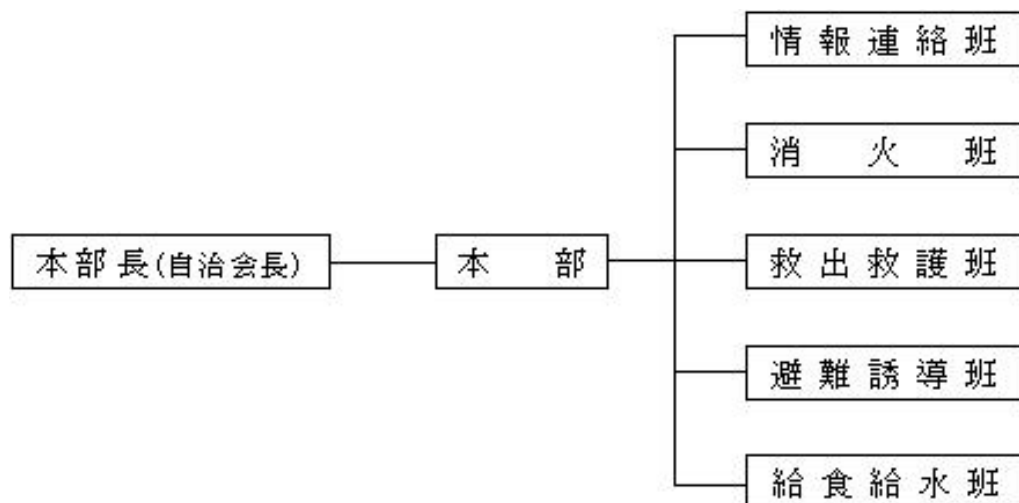 情報連絡班
消火班
本部長(自治会長)
本部
救出救護班
避難誘導班
給食給水班